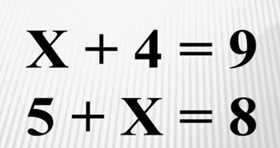 X + 4 = 9
5 + X = 8